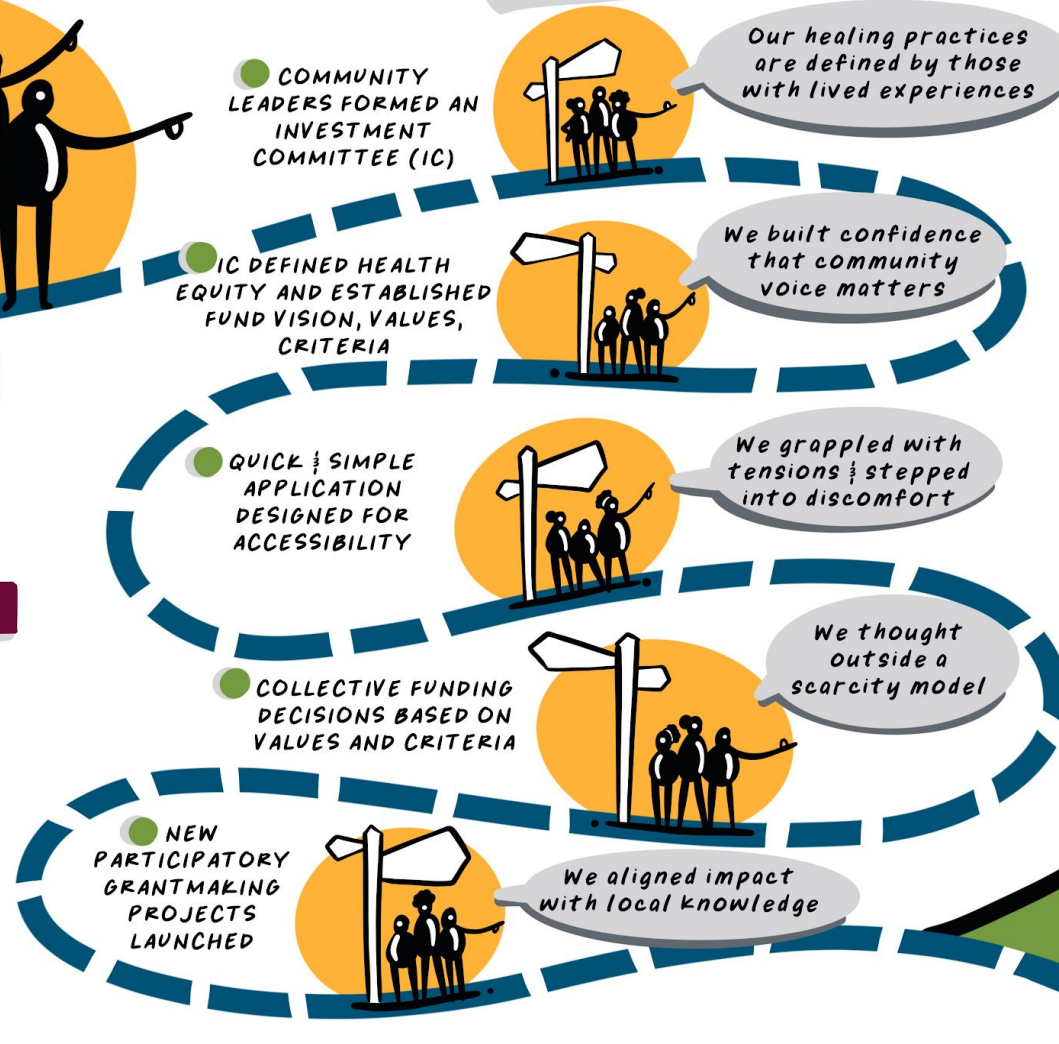 COMMUNITY
LEADERS FORMED AN
INVESTMENT
COMMITTEE (IC)
Our healing practices
are defined by those
with lived experiences
IC DEFINED HEALTH
EQUITY AND ESTABLISHED
FUND VISION, VALUES,
CRITERIA
We built confidence
that community
voice matters
QUICK & SIMPLE
APPLICATION
DESIGNED FOR
ACCESSIBILITY
We grappled with
tensions & stepped
into discomfort
COLLECTIVE FUNDING
DECISIONS BASED ON
VALUES AND CRITERIA
We thought
outside a
scarcity model
NEW
PARTICIPATORY
GRANTMAKING
PROJECTS
LAUNCHED
We aligned impact
with local knowledge